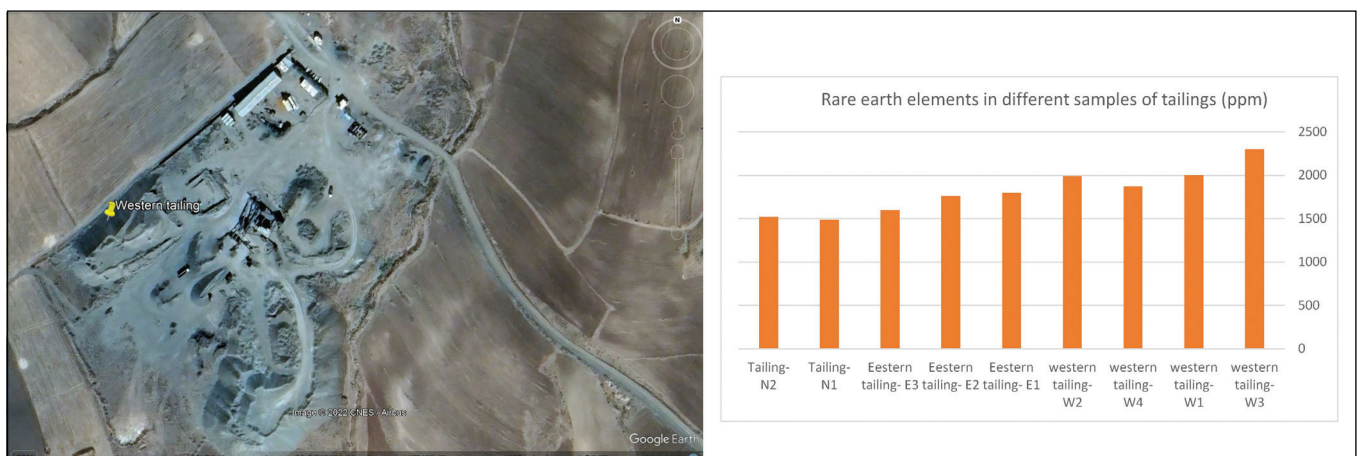 N
Western tailing
Image © 2022 CNES / Airbus
Google Earth
Rare earth elements in different samples of tailings (ppm)
2500
2000
1500
1000
500
0
Tailing-
N2
Tailing-
N1
Eestern
tailing- E3
Eestern
tailing- E2
Eestern
tailing- E1
western
tailing-
W2
western
tailing-
W4
western
tailing-
W1
western
tailing-
W3